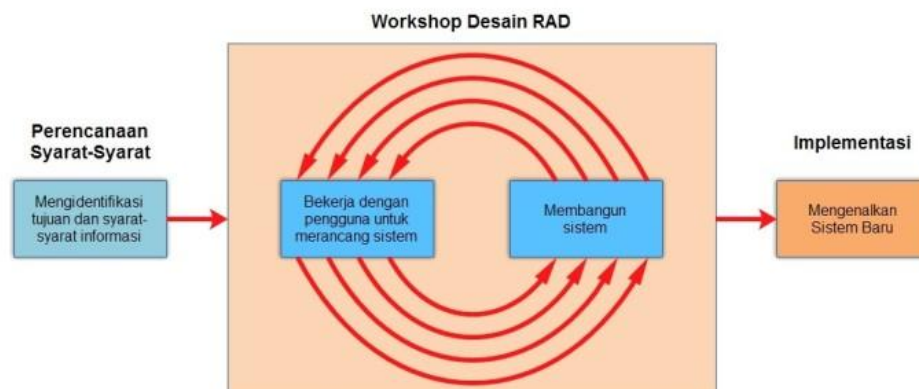 Workshop Desain RAD
Perencanaan
Syarat-Syarat
Mengidentifikasi
tujuan dan syarat-
syarat informasi
Bekerja dengan
pengguna untuk
merancang sistem
Membangun
sistem
Implementasi
Mengenalkan
Sistem Baru